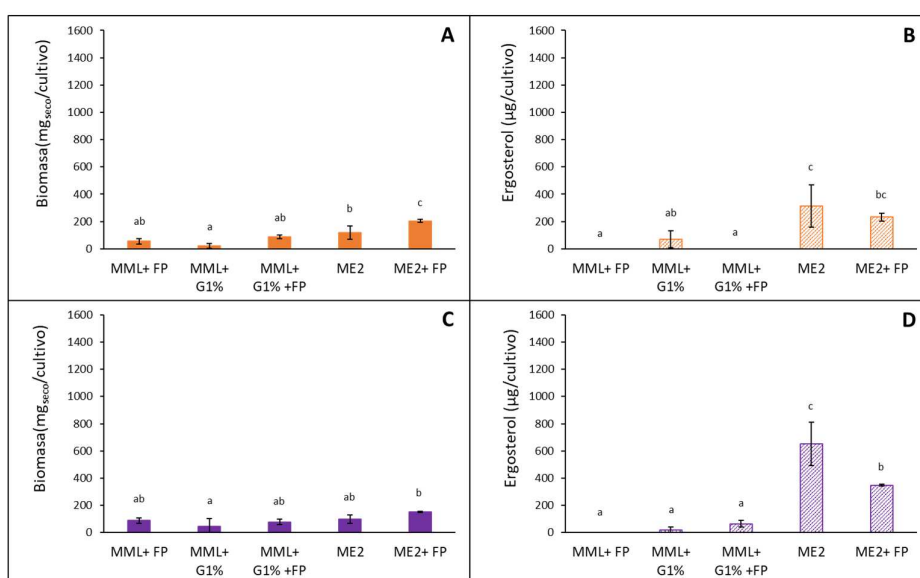 A
Biomasa(mgseco/cultivo)
1600
1400
1200
1000
800
600
400
200
0
ab
a
ab
b
c
MML+ FP
MML+
G1%
MML+
G1% +FP
ME2
ME2+ FP
B
Ergosterol (µg/cultivo)
1600
1400
1200
1000
800
600
400
200
0
a
ab
a
c
bc
MML+ FP
MML+
G1%
MML+
G1% +FP
ME2
ME2+ FP
C
Biomasa(mgseco/cultivo)
1600
1400
1200
1000
800
600
400
200
0
ab
a
ab
ab
b
MML+ FP
MML+
G1%
MML+
G1% +FP
ME2
ME2+ FP
D
Ergosterol (µg/cultivo)
1600
1400
1200
1000
800
600
400
200
0
a
a
a
c
b
MML+ FP
MML+
G1%
MML+
G1% +FP
ME2
ME2+ FP